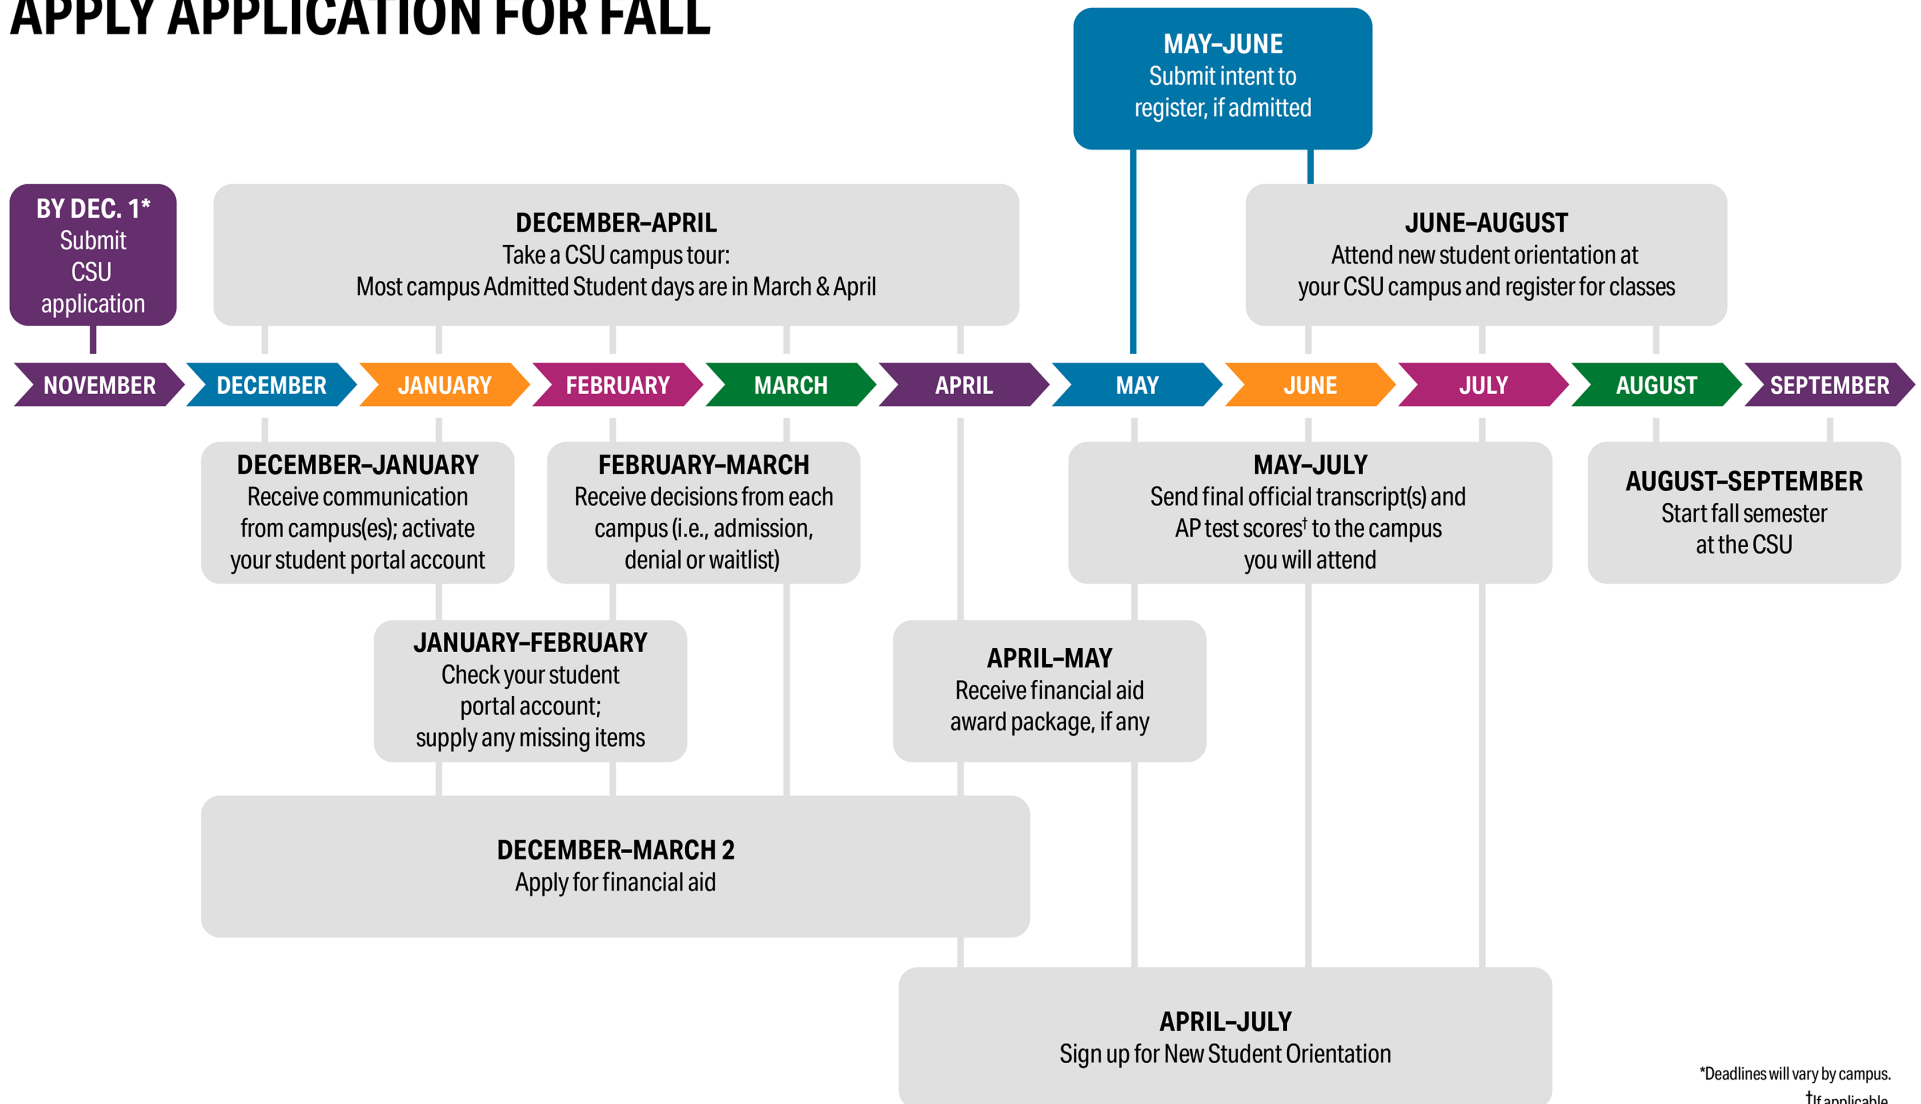 APPLY APPLICATION FOR FALL
MAY–JUNE
Submit intent to
register, if admitted
BY DEC. 1*
Submit
CSU
application
DECEMBER–APRIL
Take a CSU campus tour:
Most campus Admitted Student days are in March & April
JUNE–AUGUST
Attend new student orientation at
your CSU campus and register for classes
NOVEMBER
DECEMBER
JANUARY
FEBRUARY
MARCH
APRIL
MAY
JUNE
JULY
AUGUST
SEPTEMBER
DECEMBER–JANUARY
Receive communication
from campus(es); activate
your student portal account
FEBRUARY–MARCH
Receive decisions from each
campus (i.e., admission,
denial or waitlist)
MAY–JULY
Send final official transcript(s) and
AP test scores† to the campus
you will attend
AUGUST–SEPTEMBER
Start fall semester
at the CSU
JANUARY–FEBRUARY
Check your student
portal account;
supply any missing items
APRIL–MAY
Receive financial aid
award package, if any
DECEMBER–MARCH 2
Apply for financial aid
APRIL–JULY
Sign up for New Student Orientation
*Deadlines will vary by campus.
†If applicable.